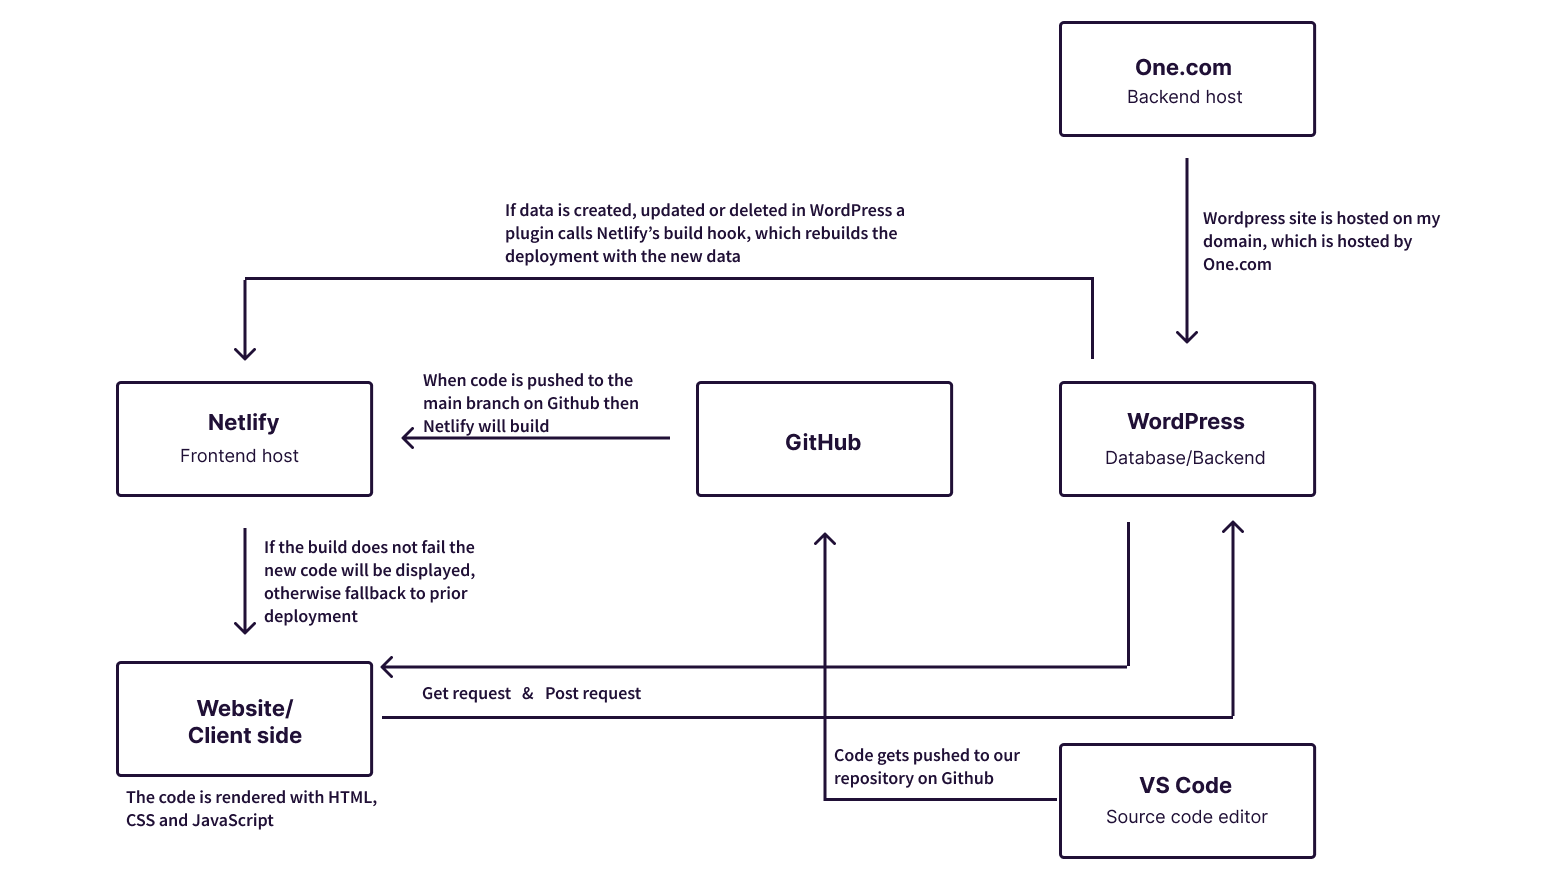 One.com
Backend host
If data is created, updated or deleted in WordPress a
plugin calls Netlify’s build hook, which rebuilds the
deployment with the new data
Wordpress site is hosted on my
domain, which is hosted by
One.com
Netlify
Frontend host
When code is pushed to the
main branch on Github then
Netlify will build
GitHub
WordPress
Database/Backend
If the build does not fail the
new code will be displayed,
otherwise fallback to prior
deployment
Website/
Client side
Get request & Post request
The code is rendered with HTML,
CSS and JavaScript
Code gets pushed to our
repository on Github
VS Code
Source code editor